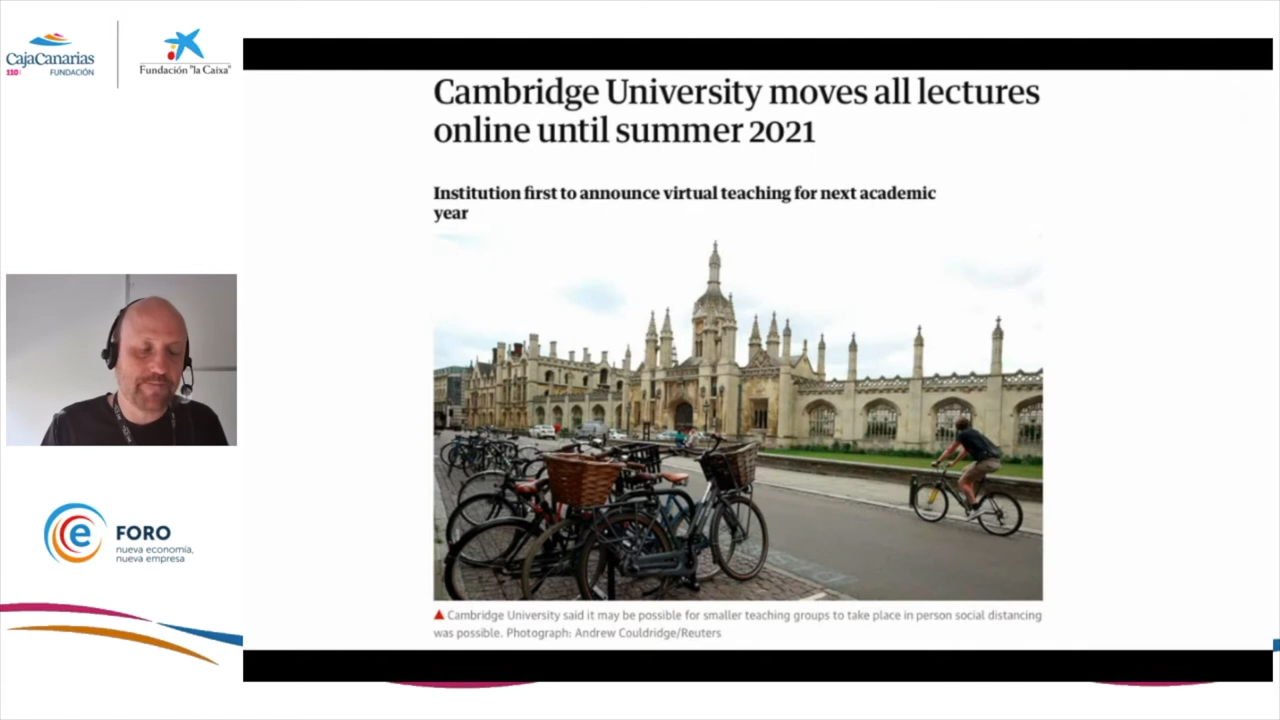 CajaCanarias
110
FUNDACIÓN
Fundación "la Caixa"
Cambridge University moves all lectures
online until summer 2021
Institution first to announce virtual teaching for next academic
year
Cambridge University said it may be possible for smaller teaching groups to take place in person social distancing
was possible. Photograph: Andrew Couldridge/Reuters
e FORO
nueva economía,
nueva empresa